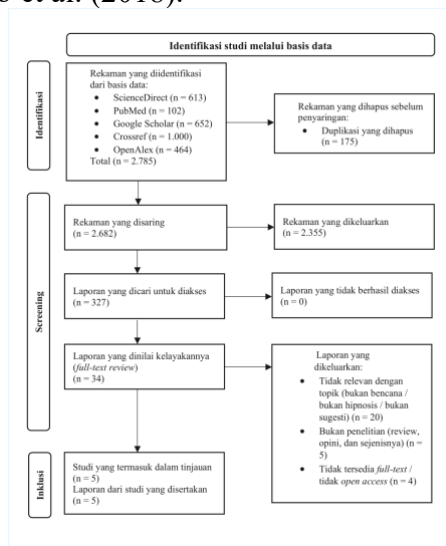 et al. (2018).
Identifikasi studi melalui basis data
Identifikasi
Rekaman yang diidentifikasi
dari basis data:
• ScienceDirect (n = 613)
• PubMed (n = 102)
• Google Scholar (n = 652)
• Crossref (n = 1.000)
• OpenAlex (n = 464)
Total (n = 2.785)
Rekaman yang dihapus sebelum
penyaringan:
• Duplikasi yang dihapus
(n = 175)
Screening
Rekaman yang disaring
(n = 2.682)
Rekaman yang dikeluarkan
(n = 2.355)
Laporan yang dicari untuk diakses
(n = 327)
Laporan yang tidak berhasil diakses
(n = 0)
Laporan yang dinilai kelayakannya
(full-text review)
(n = 34)
Laporan yang
dikeluarkan:
• Tidak relevan dengan
topik (bukan bencana /
bukan hipnosis / bukan
sugesti) (n = 20)
• Bukan penelitian (review,
opini, dan sejenisnya) (n =
5)
• Tidak tersedia full-text /
tidak open access (n = 4)
Inklusi
Studi yang termasuk dalam tinjauan
(n = 5)
Laporan dari studi yang disertakan
(n = 5)